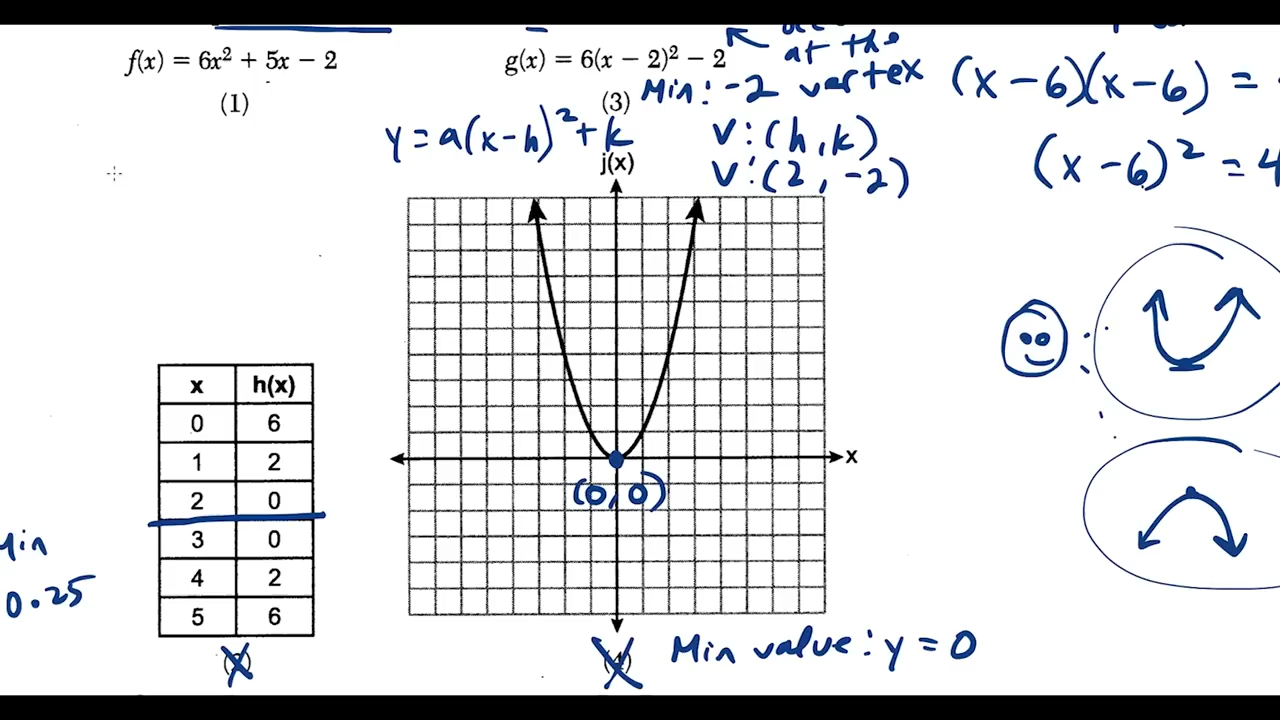 f(x) = 6x² + 5x − 2
(1)
g(x) = 6(x − 2)² − 2
(3)
at the
Min: -2 vertex
y = a(x-h)² + k
V: (h, k)
V: (2, -2)
(x - 6)(x - 6) =
(x - 6)² = 4
j(x)
x
(0, 0)
x h(x)
0 6
1 2
2 0
3 0
4 2
5 6
Min
0.25
(4)
Min value: y = 0